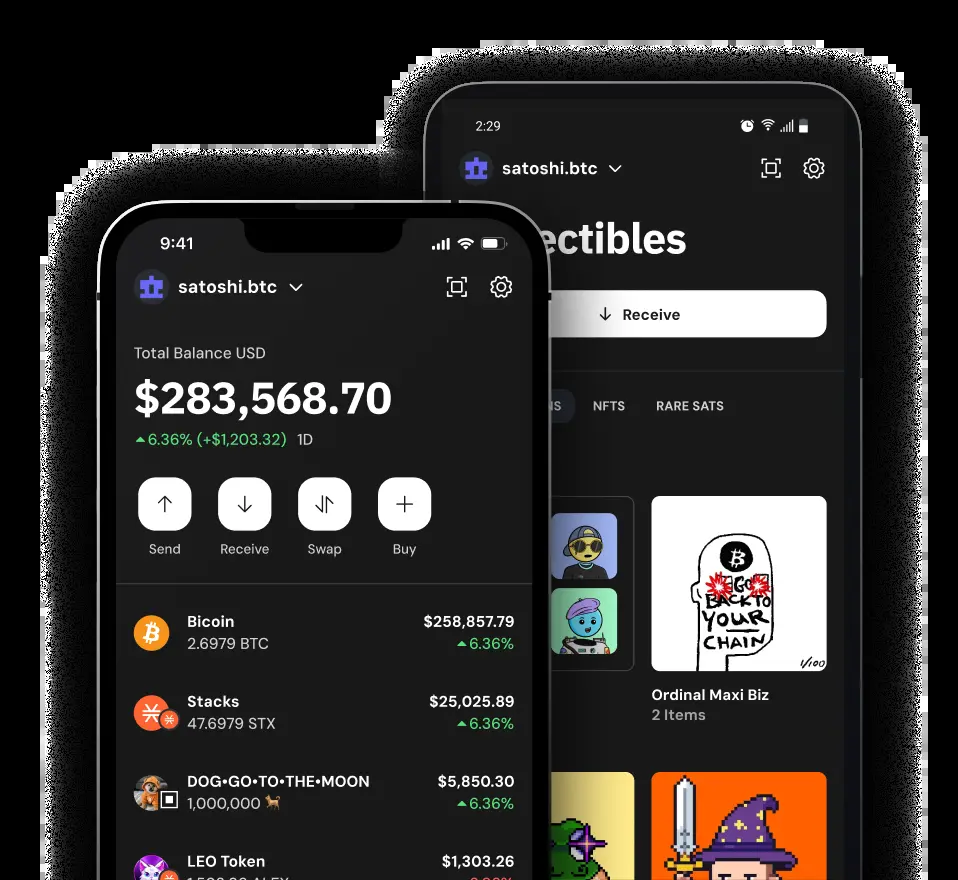 9:41
satoshi.btc
Total Balance USD
$283,568.70
6.36% (+$1,203.32) 1D
Send Receive Swap Buy
Bicoin $258,857.79
2.6979 BTC 6.36%
Stacks $25,025.89
47.6979 STX 6.36%
DOG•GO•TO•THE•MOON $5,850.30
1,000,000 🐕 6.36%
LEO Token $1,303.26
2:29
satoshi.btc
ectibles
Receive
NFTS RARE SATS
GO
BACK TO
YOUR
CHAIN
1/100
Ordinal Maxi Biz
2 Items